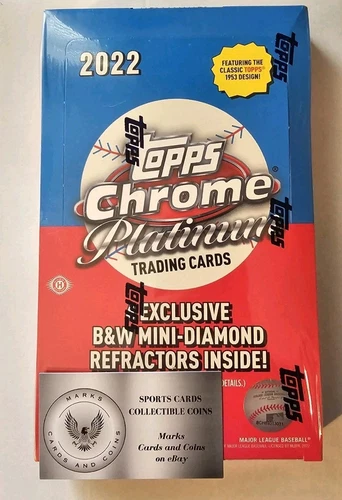 2022
FEATURING THE
CLASSIC TOPPS®
1953 DESIGN!
Topps
Topps
Chrome®
Platinum
TRADING CARDS
Topps
Topps
Topps
H
EXCLUSIVE
B&W MINI-DIAMOND
REFRACTORS INSIDE!
DETAILS.)
Topps
MAJOR LEAGUE BASEBALL®
MARKS
CARDS AND COINS
SPORTS CARDS
COLLECTIBLE COINS
Marks
Cards and Coins
on eBay